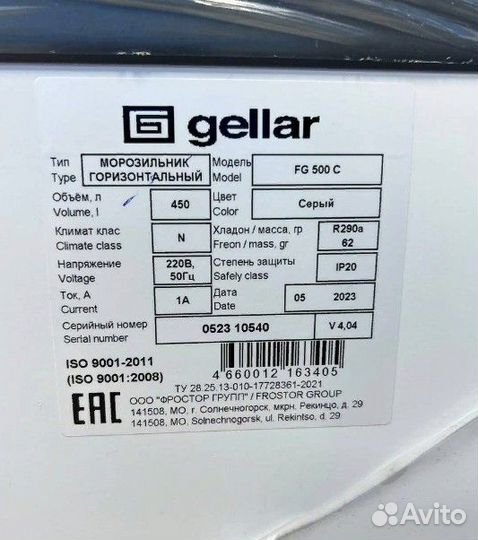 gellar
Тип МОРОЗИЛЬНИК Модель FG 500 C
Type ГОРИЗОНТАЛЬНЫЙ Model
Объём, л 450 Цвет Серый
Volume, l Color
Климат клас N Хладон / масса, гр R290a
Climate class Freon / mass, gr 62
Напряжение 220В, Степень защиты IP20
Voltage 50Гц Safely class
Ток, А 1А Дата 05 2023
Current Date
Серийный номер 0523 10540 V 4,04
Serial number
ISO 9001-2011
(ISO 9001:2008) 4 660012 163405
ТУ 28.25.13-010-17728361-2021
EAC ООО "ФРОСТОР ГРУПП" / FROSTOR GROUP
141508, МО, г. Солнечногорск, мкрн. Рекинцо, д. 29
141508, MO. Solnechnogorsk, ul. Rekintso, d. 29
Avito